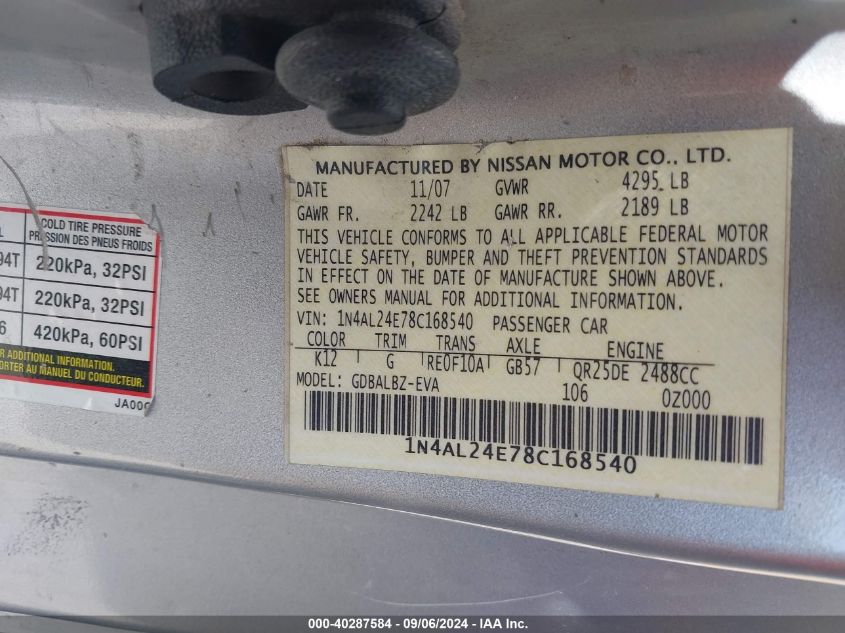 L
COLD TIRE PRESSURE
PRESSION DES PNEUS FROIDS
94T 220kPa, 32PSI
94T 220kPa, 32PSI
6 420kPa, 60PSI
ADDITIONAL INFORMATION.
AU MANUEL DU CONDUCTEUR.
JA00
MANUFACTURED BY NISSAN MOTOR CO., LTD.
DATE 11/07 GVWR 4295 LB
GAWR FR. 2242 LB GAWR RR. 2189 LB
THIS VEHICLE CONFORMS TO ALL APPLICABLE FEDERAL MOTOR
VEHICLE SAFETY, BUMPER AND THEFT PREVENTION STANDARDS
IN EFFECT ON THE DATE OF MANUFACTURE SHOWN ABOVE.
SEE OWNERS MANUAL FOR ADDITIONAL INFORMATION.
VIN: 1N4AL24E78C168540 PASSENGER CAR
COLOR TRIM TRANS AXLE ENGINE
K12 G RE0F10A GB57 QR25DE 2488CC
MODEL: GDBALBZ-EVA 106 0Z000
1N4AL24E78C168540
000-40287584 - 09/06/2024 - IAAI Inc.